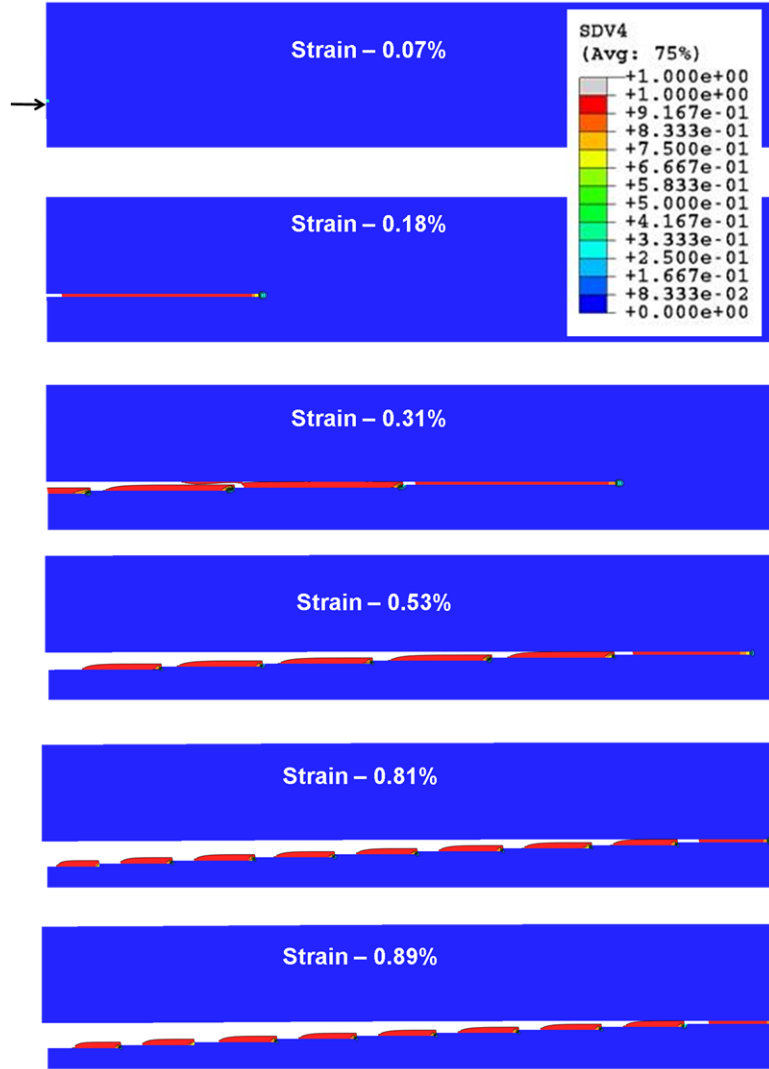 Strain – 0.07%
SDV4
(Avg: 75%)
+1.000e+00
+1.000e+00
+9.167e-01
+8.333e-01
+7.500e-01
+6.667e-01
+5.833e-01
+5.000e-01
+4.167e-01
+3.333e-01
+2.500e-01
+1.667e-01
+8.333e-02
+0.000e+00
Strain – 0.18%
Strain – 0.31%
Strain – 0.53%
Strain – 0.81%
Strain – 0.89%